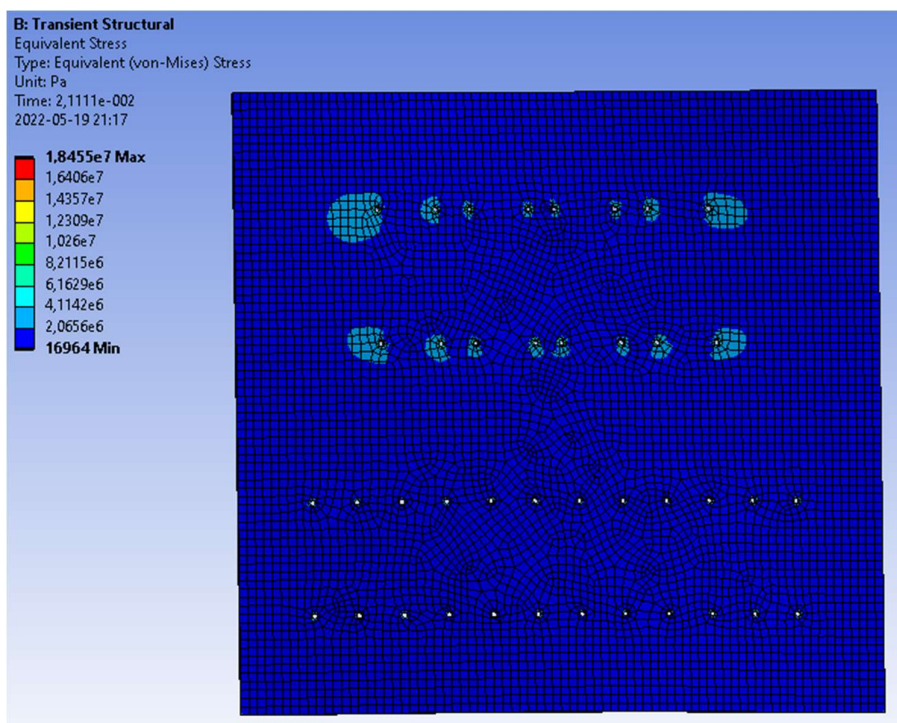 B: Transient Structural
Equivalent Stress
Type: Equivalent (von-Mises) Stress
Unit: Pa
Time: 2,1111e-002
2022-05-19 21:17
1,8455e7 Max
1,6406e7
1,4357e7
1,2309e7
1,026e7
8,2115e6
6,1629e6
4,1142e6
2,0656e6
16964 Min